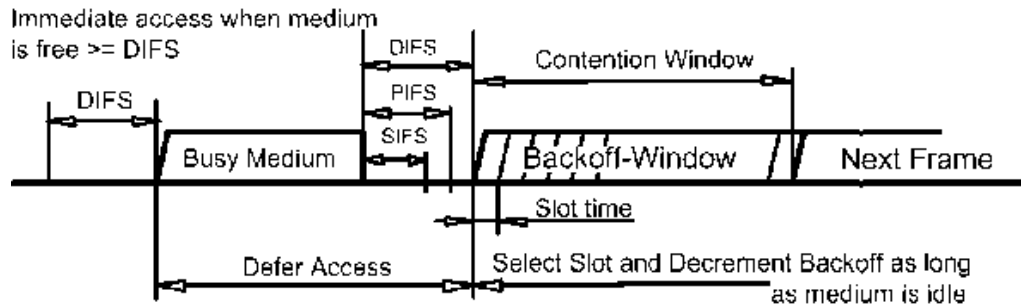 Immediate access when medium
is free >= DIFS
DIFS
Contention Window
DIFS
PIFS
SIFS
Busy Medium
Backoff-Window
Next Frame
Slot time
Defer Access
Select Slot and Decrement Backoff as long
as medium is idle